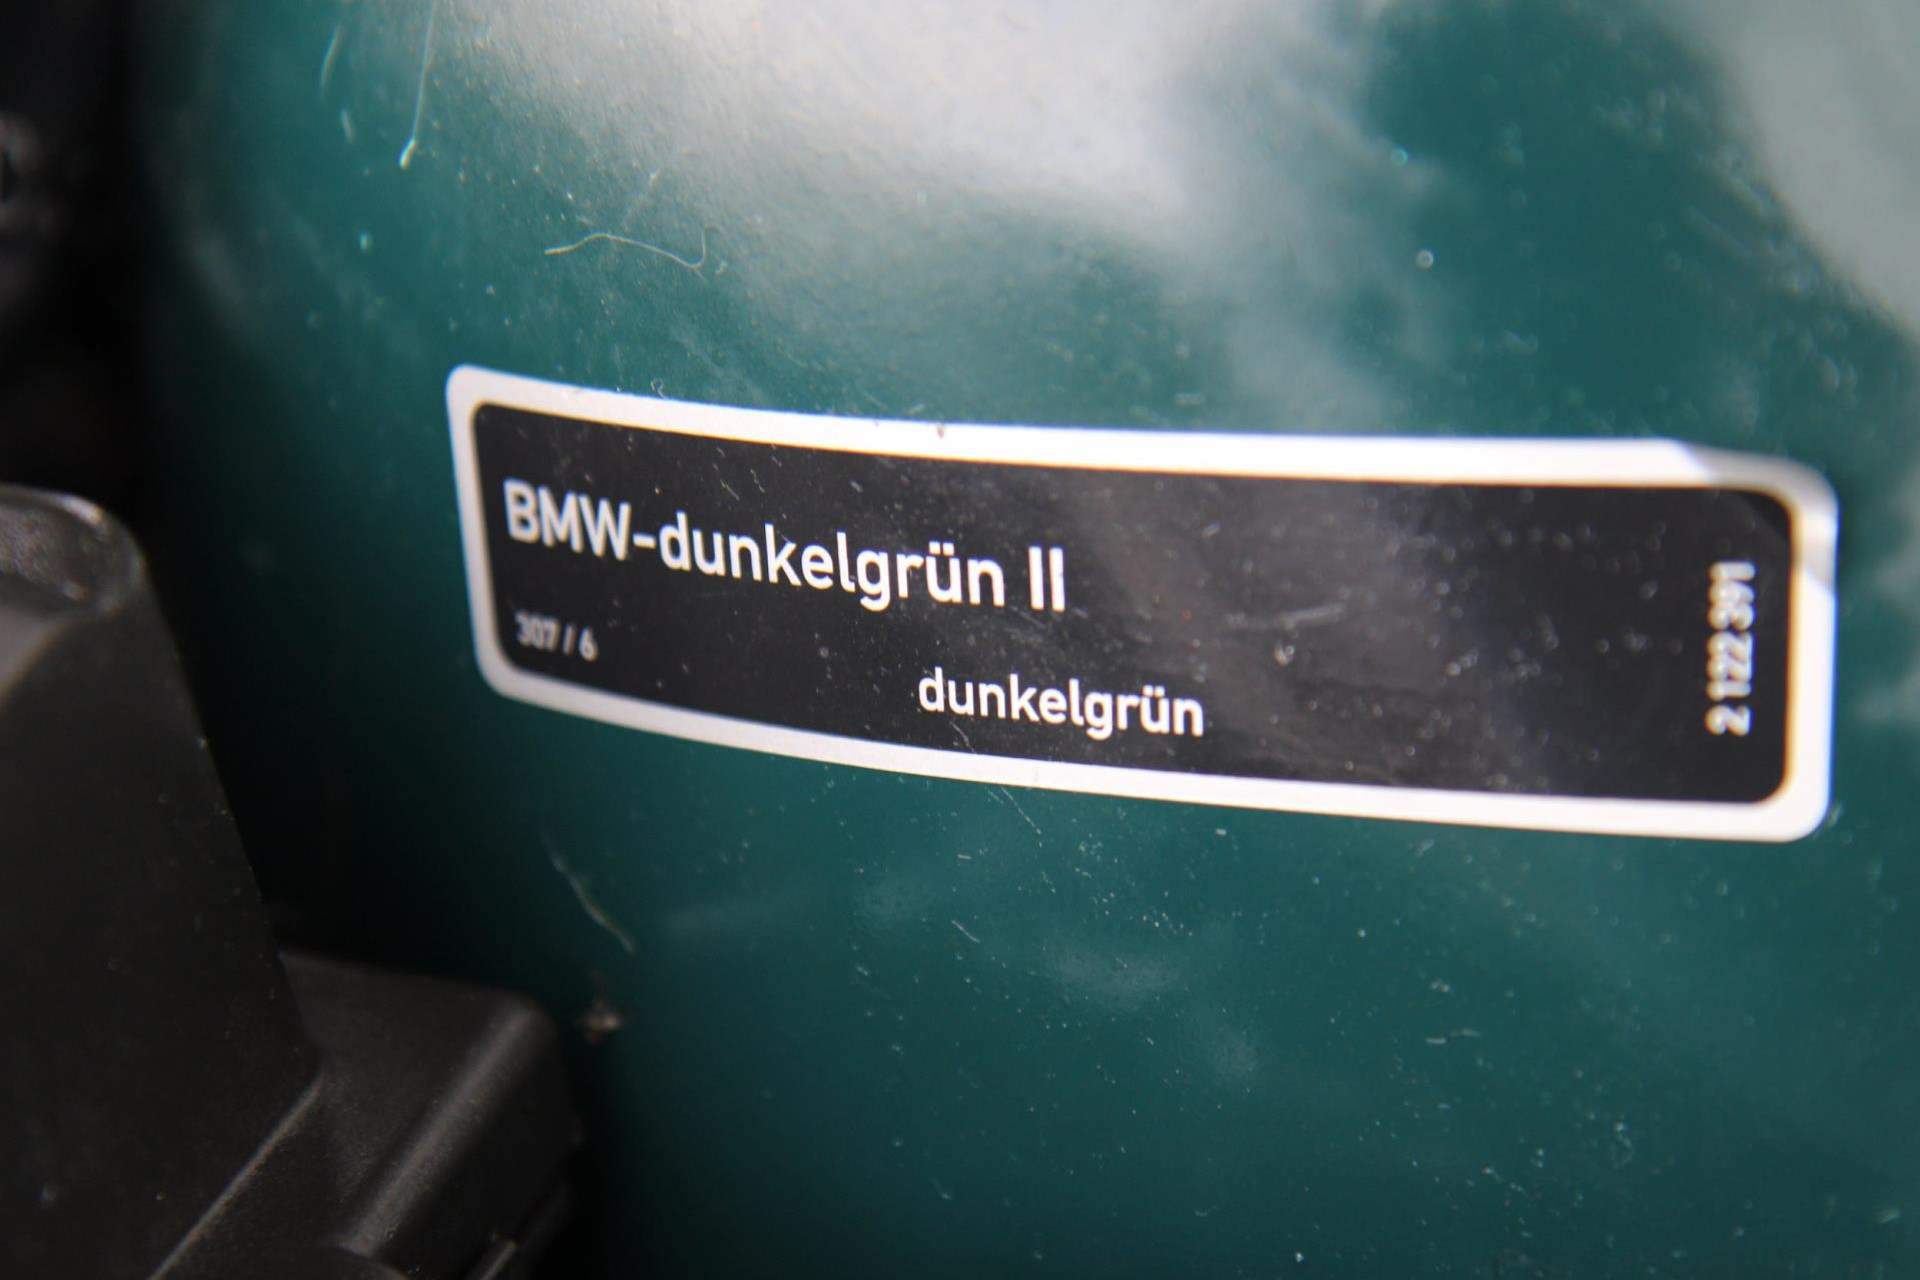 BMW-dunkelgrün II
307 / 6
dunkelgrün
2 122 391